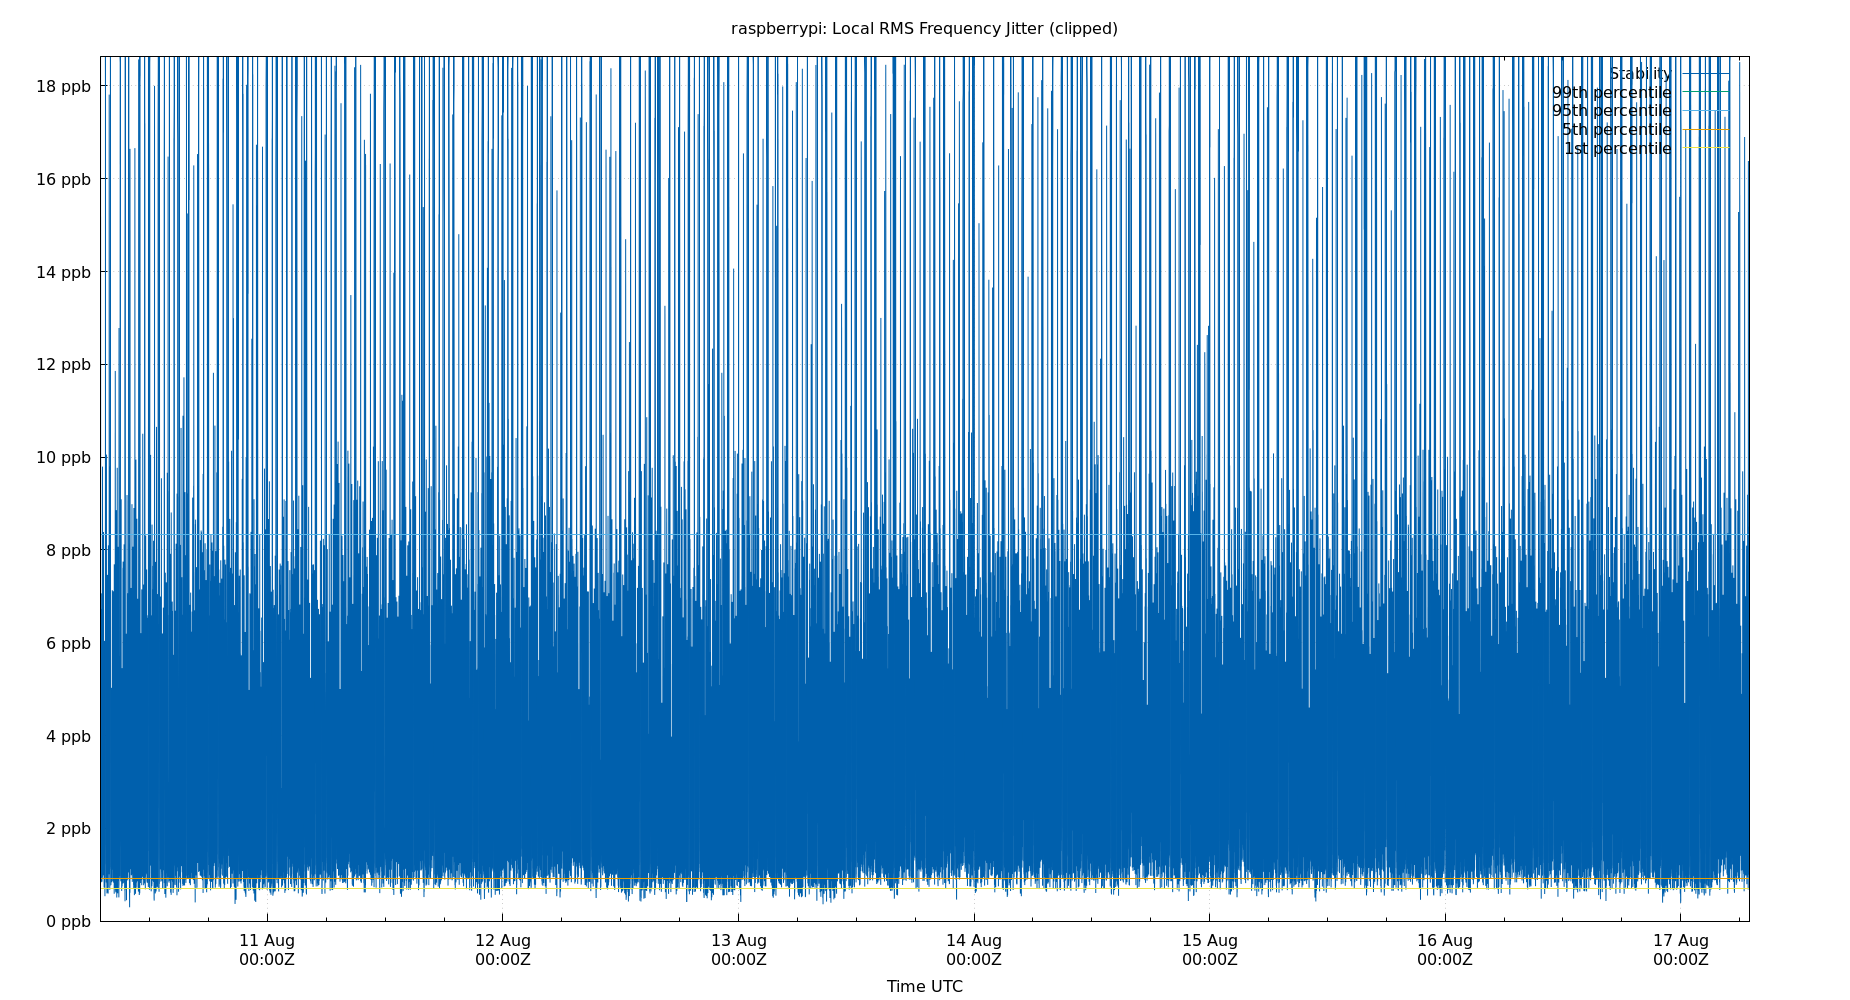 raspberrypi: Local RMS Frequency Jitter (clipped)
18 ppb
16 ppb
14 ppb
12 ppb
10 ppb
8 ppb
6 ppb
4 ppb
2 ppb
0 ppb
Stability
99th percentile
95th percentile
5th percentile
1st percentile
11 Aug 12 Aug 13 Aug 14 Aug 15 Aug 16 Aug 17 Aug
00:00Z 00:00Z 00:00Z 00:00Z 00:00Z 00:00Z 00:00Z
Time UTC